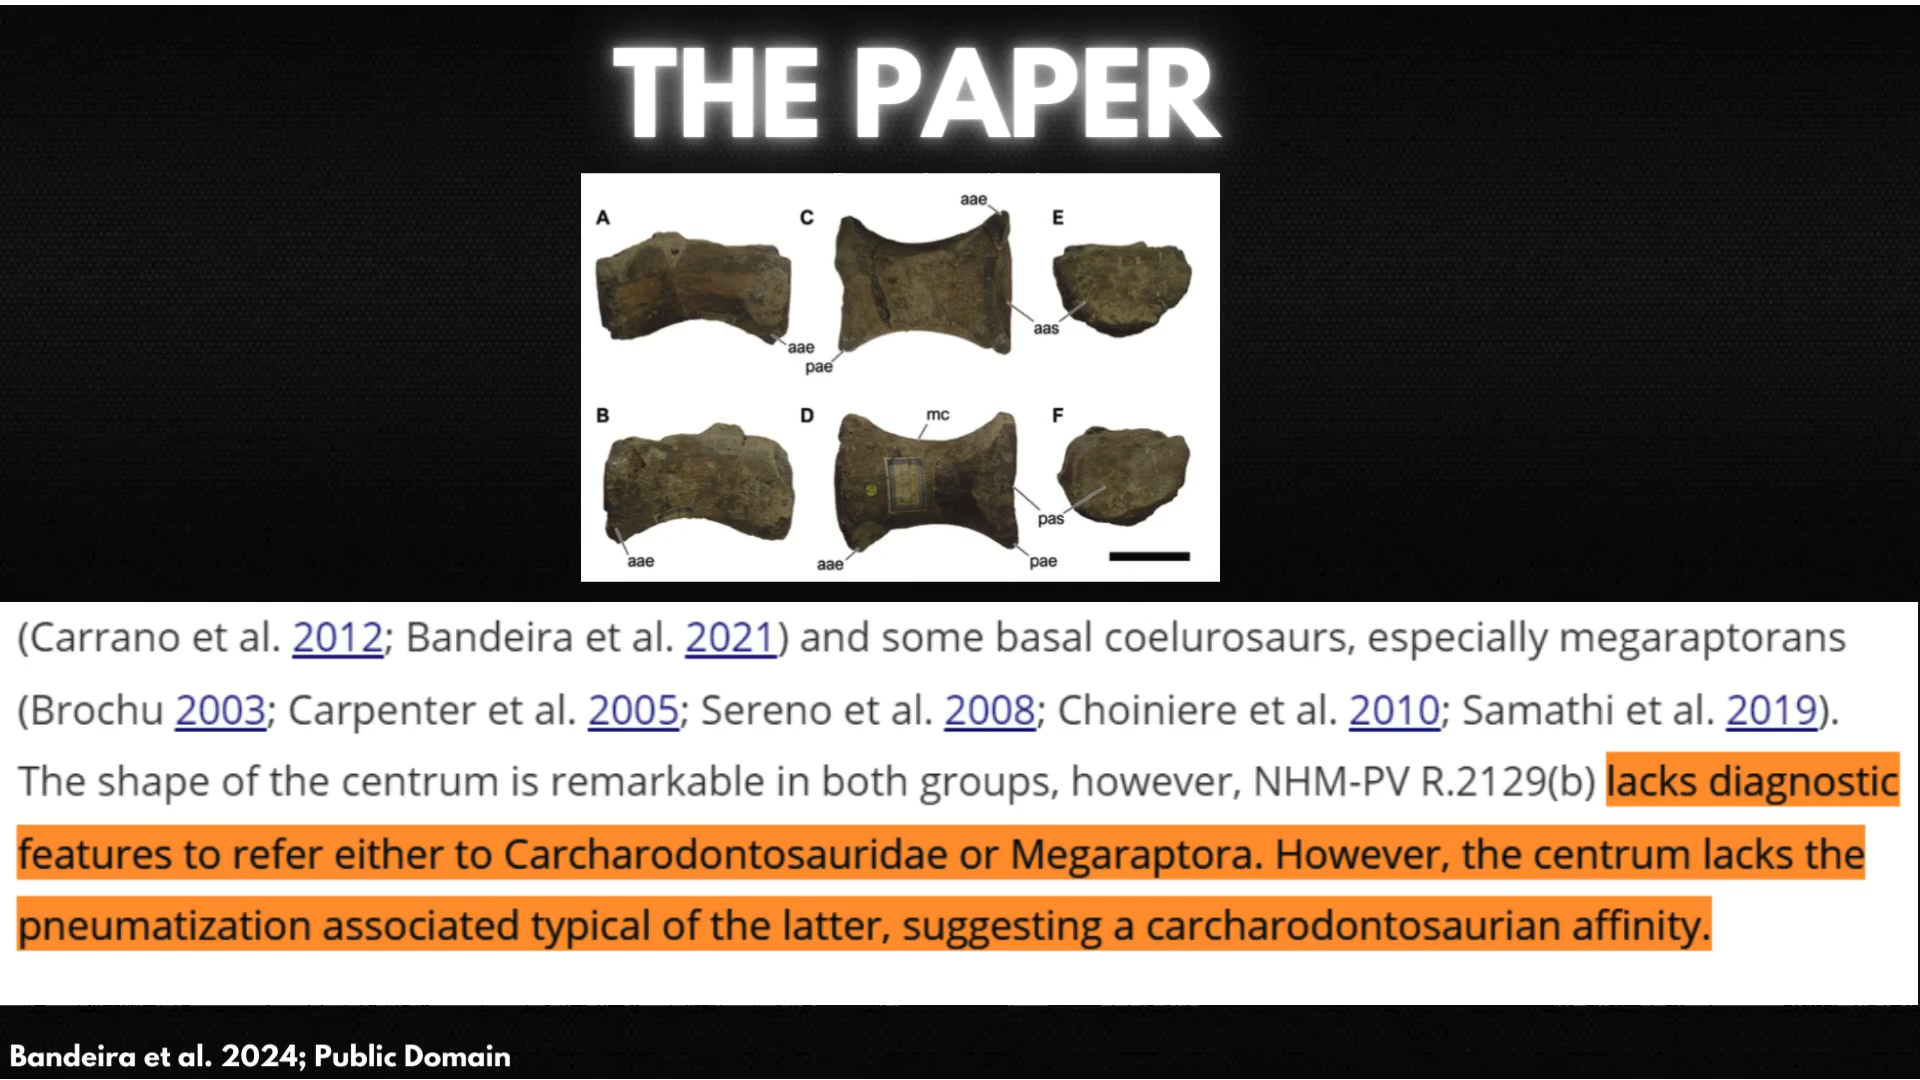 THE PAPER
A
C
aae
E
aae
pae
aas
B
D
mc
F
aae
aae
pas
pae
(Carrano et al. 2012; Bandeira et al. 2021) and some basal coelurosaurs, especially megaraptorans
(Brochu 2003; Carpenter et al. 2005; Sereno et al. 2008; Choiniere et al. 2010; Samathi et al. 2019).
The shape of the centrum is remarkable in both groups, however, NHM-PV R.2129(b) lacks diagnostic
features to refer either to Carcharodontosauridae or Megaraptora. However, the centrum lacks the
pneumatization associated typical of the latter, suggesting a carcharodontosaurian affinity.
Bandeira et al. 2024; Public Domain